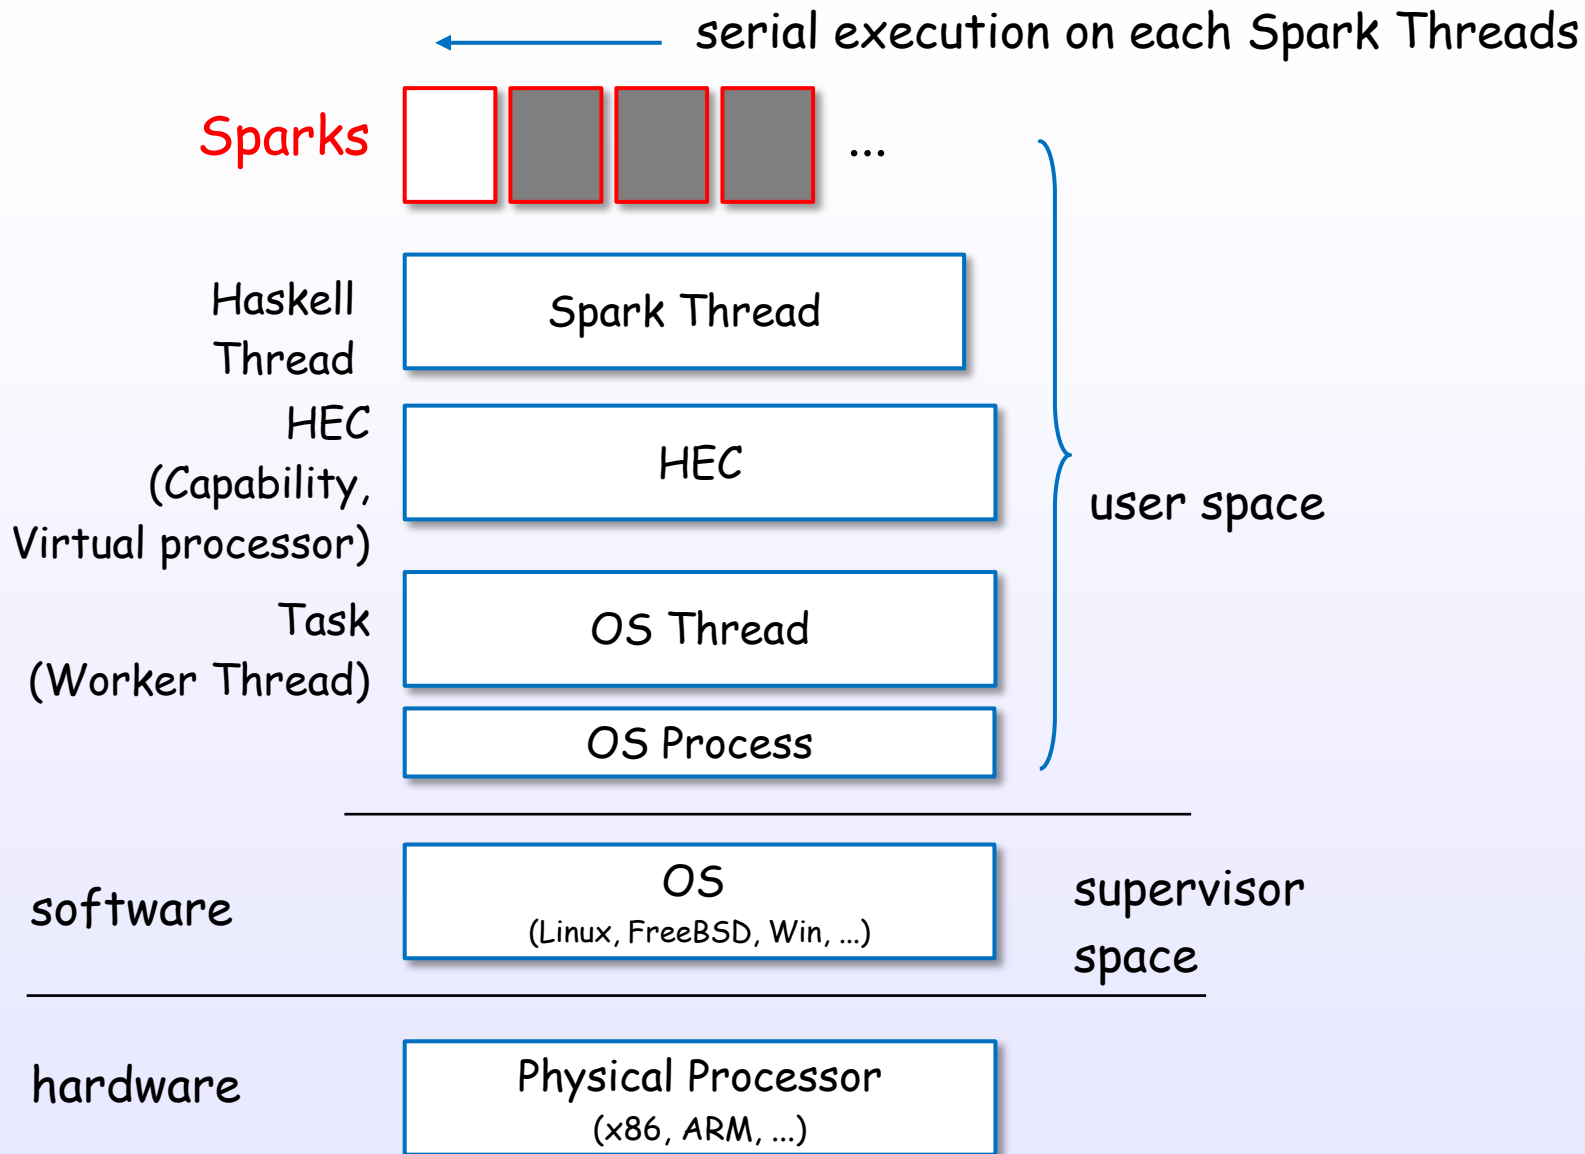 serial execution on each Spark Threads
Sparks
...
Haskell
Thread
Spark Thread
HEC
(Capability,
Virtual processor)
HEC
user space
Task
(Worker Thread)
OS Thread
OS Process
software
OS
(Linux, FreeBSD, Win, ...)
supervisor
space
hardware
Physical Processor
(x86, ARM, ...)